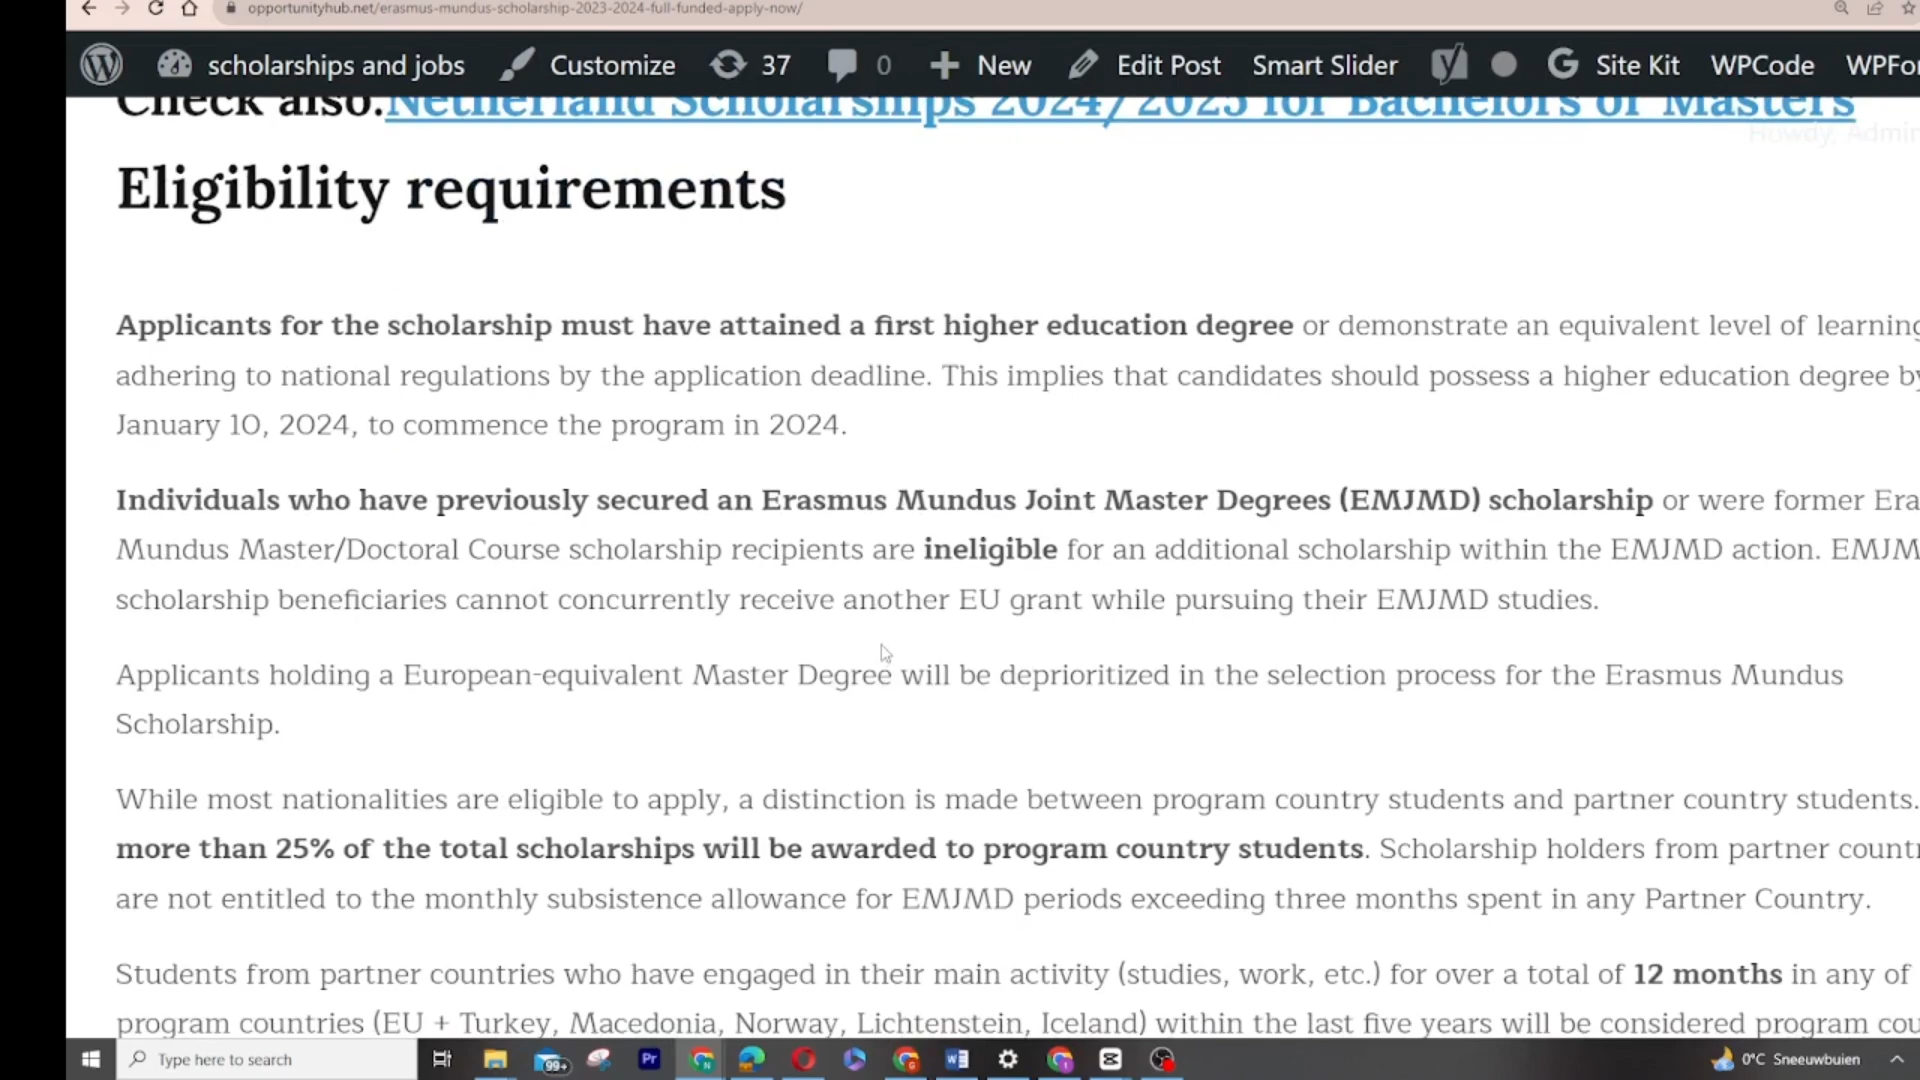 opportunityhub.net/erasmus-mundus-scholarship-2023-2024-full-funded-apply-now/
scholarships and jobs Customize 37 0 New Edit Post Smart Slider Site Kit WPCode WPFor
Check also:Netherland Scholarships 2024/2025 for Bachelors or Masters
Howdy, Admin
Eligibility requirements
Applicants for the scholarship must have attained a first higher education degree or demonstrate an equivalent level of learning
adhering to national regulations by the application deadline. This implies that candidates should possess a higher education degree by
January 10, 2024, to commence the program in 2024.
Individuals who have previously secured an Erasmus Mundus Joint Master Degrees (EMJMD) scholarship or were former Era
Mundus Master/Doctoral Course scholarship recipients are ineligible for an additional scholarship within the EMJMD action. EMJM
scholarship beneficiaries cannot concurrently receive another EU grant while pursuing their EMJMD studies.
Applicants holding a European-equivalent Master Degree will be deprioritized in the selection process for the Erasmus Mundus
Scholarship.
While most nationalities are eligible to apply, a distinction is made between program country students and partner country students.
more than 25% of the total scholarships will be awarded to program country students. Scholarship holders from partner countr
are not entitled to the monthly subsistence allowance for EMJMD periods exceeding three months spent in any Partner Country.
Students from partner countries who have engaged in their main activity (studies, work, etc.) for over a total of 12 months in any of
program countries (EU + Turkey, Macedonia, Norway, Lichtenstein, Iceland) within the last five years will be considered program cou
Type here to search 99+ Pr 0°C Sneeuwbuien